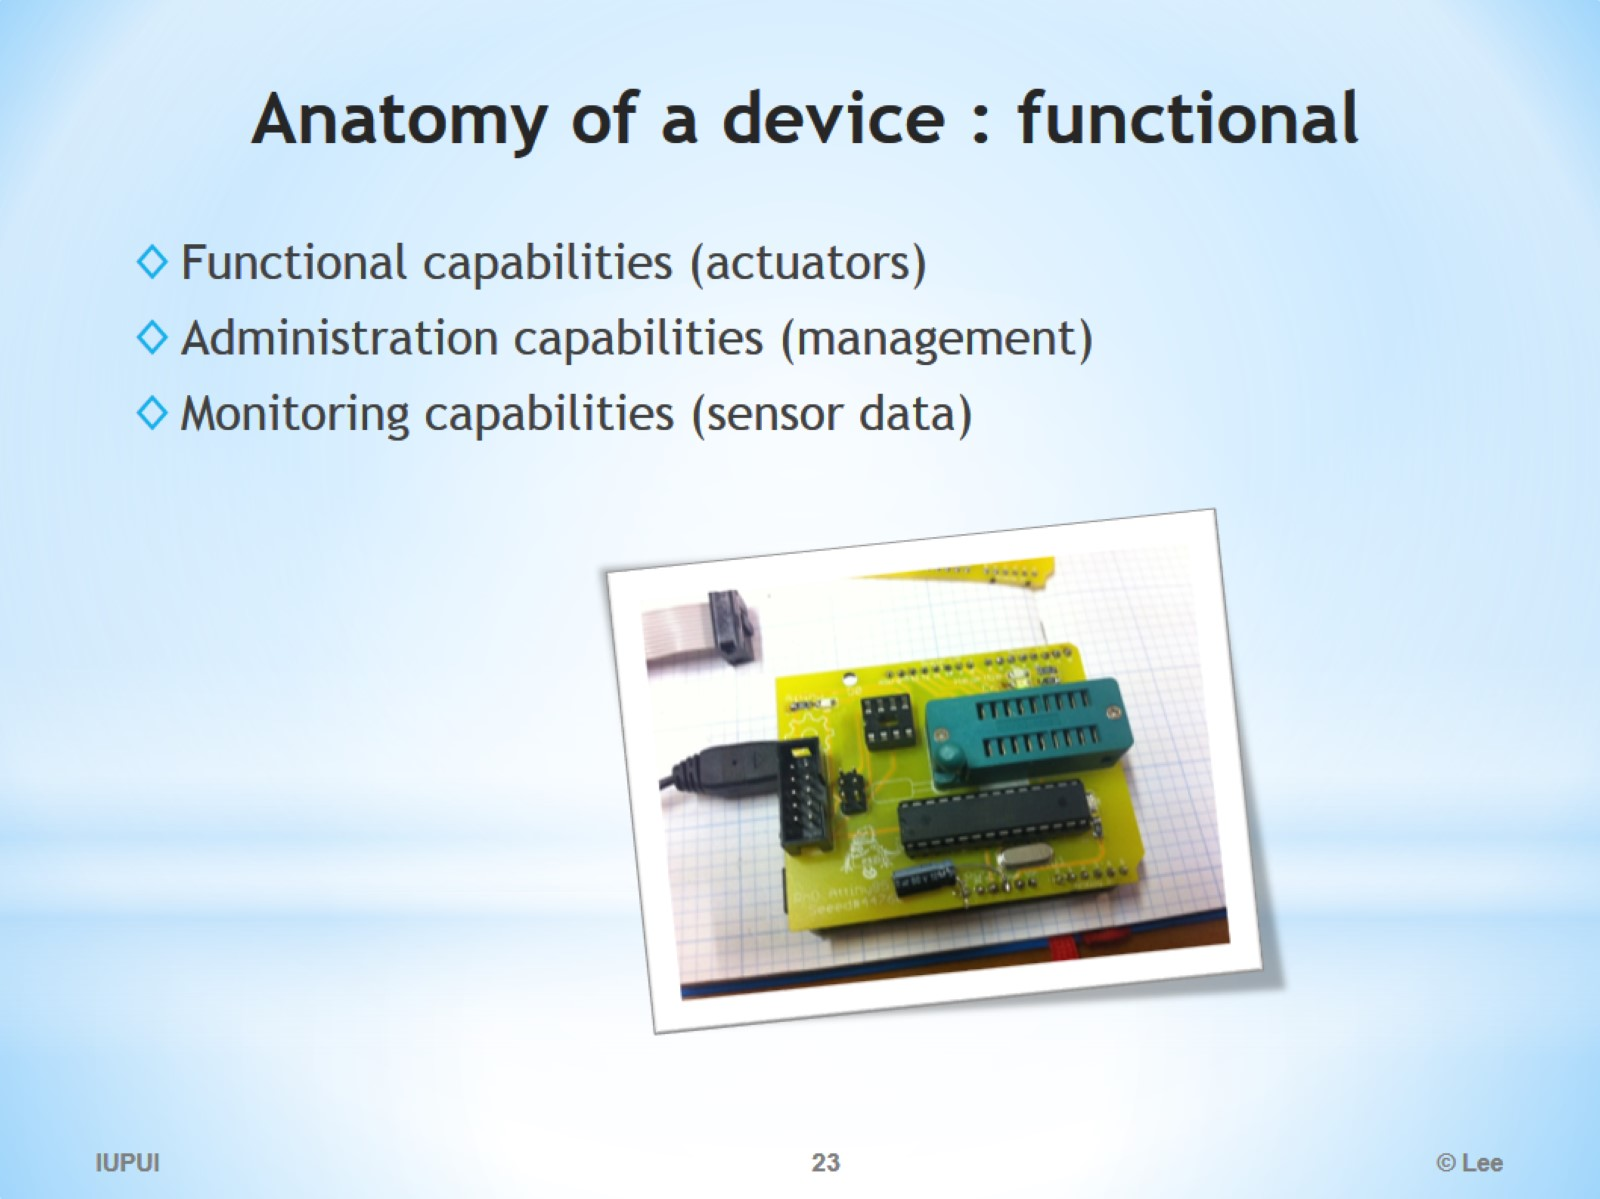 Anatomy of a device : functional
Functional capabilities (actuators)
Administration capabilities (management)
Monitoring capabilities (sensor data)
IUPUI
23
© Lee